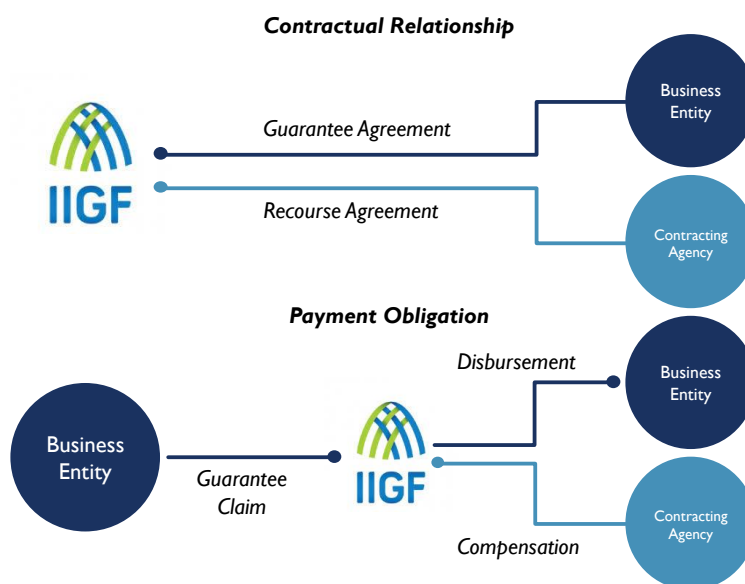 Contractual Relationship
Business
Entity
Guarantee Agreement
IIGF
Recourse Agreement
Contracting
Agency
Payment Obligation
Disbursement
Business
Entity
Business
Entity
Guarantee
Claim
IIGF
Contracting
Agency
Compensation